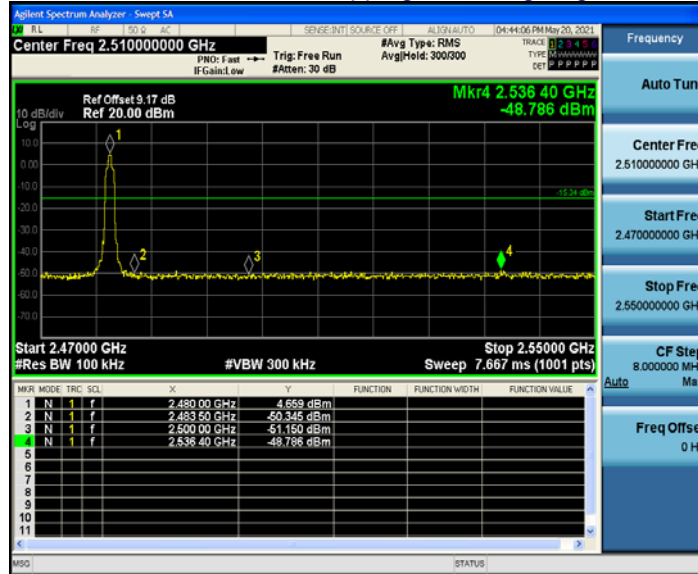 Agilent Spectrum Analyzer - Swept SA
RL RF 50 Ω AC SENSE:INT SOURCE OFF ALIGNAUTO 04:44:06 PM May 20, 2021
Center Freq 2.510000000 GHz
PNO: Fast
IFGain:Low
Trig: Free Run
#Atten: 30 dB
#Avg Type: RMS
Avg|Hold: 300/300
TRACE 1 2 3 4 5 6
TYPE M
DET P P P P P P
Mkr4 2.536 40 GHz
-48.786 dBm
Ref Offset 9.17 dB
10 dB/div Ref 20.00 dBm
Log
10.0
0.00
-10.0
-20.0
-30.0
-40.0
-50.0
-60.0
-70.0
1
2
3
4
-15.34 dBm
Start 2.47000 GHz Stop 2.55000 GHz
#Res BW 100 kHz #VBW 300 kHz Sweep 7.667 ms (1001 pts)
MKR MODE TRC SCL X Y FUNCTION FUNCTION WIDTH FUNCTION VALUE
1 N 1 f 2.480 00 GHz 4.659 dBm
2 N 1 f 2.483 50 GHz -50.345 dBm
3 N 1 f 2.500 00 GHz -51.150 dBm
4 N 1 f 2.536 40 GHz -48.786 dBm
5
6
7
8
9
10
11
MSG STATUS
Frequency
Auto Tun
Center Fre
2.510000000 GH
Start Fre
2.470000000 GH
Stop Fre
2.550000000 GH
CF Ste
8.000000 MH
Auto Ma
Freq Offse
0 H